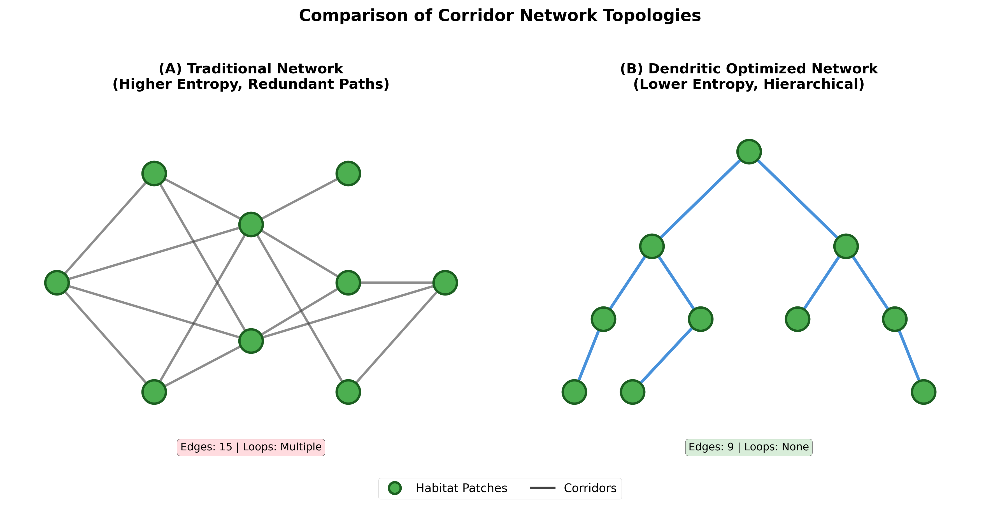 Comparison of Corridor Network Topologies
(A) Traditional Network
(Higher Entropy, Redundant Paths)
(B) Dendritic Optimized Network
(Lower Entropy, Hierarchical)
Edges: 15 | Loops: Multiple
Edges: 9 | Loops: None
Habitat Patches
Corridors